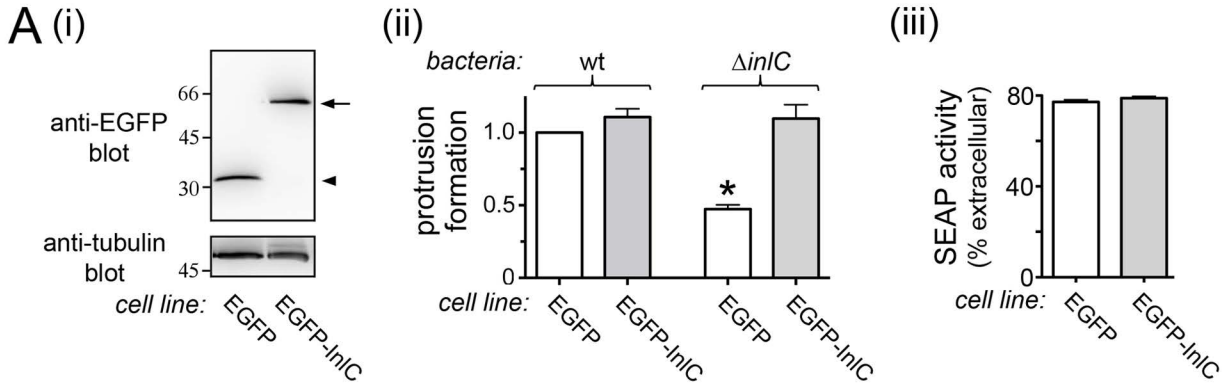 A (i)
anti-EGFP
blot
66
45
30
anti-tubulin
blot
45
cell line:
EGFP
EGFP-InlC
(ii)
bacteria:
wt
ΔinlC
protrusion
formation
1.0
0.5
0
*
cell line:
EGFP
EGFP-InlC
EGFP
EGFP-InlC
(iii)
SEAP activity
(% extracellular)
80
40
0
cell line:
EGFP
EGFP-InlC